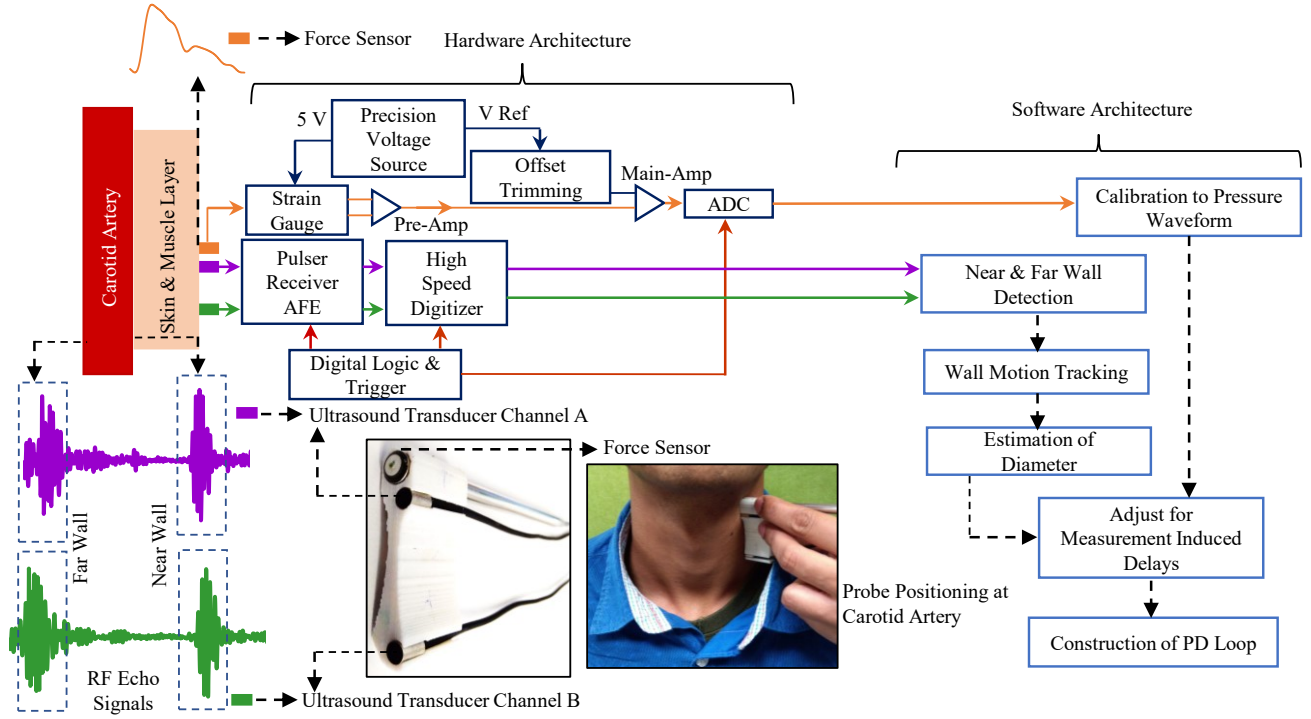 Force Sensor
Hardware Architecture
Software Architecture
5 V
Precision
Voltage
Source
V Ref
Offset
Trimming
Main-Amp
Carotid Artery
Skin & Muscle Layer
Strain
Gauge
Pre-Amp
ADC
Calibration to Pressure
Waveform
Pulser
Receiver
AFE
High
Speed
Digitizer
Near & Far Wall
Detection
Digital Logic &
Trigger
Wall Motion Tracking
Ultrasound Transducer Channel A
Force Sensor
Estimation of
Diameter
Far Wall
Near Wall
Adjust for
Measurement Induced
Delays
Probe Positioning at
Carotid Artery
Construction of PD Loop
RF Echo
Signals
Ultrasound Transducer Channel B